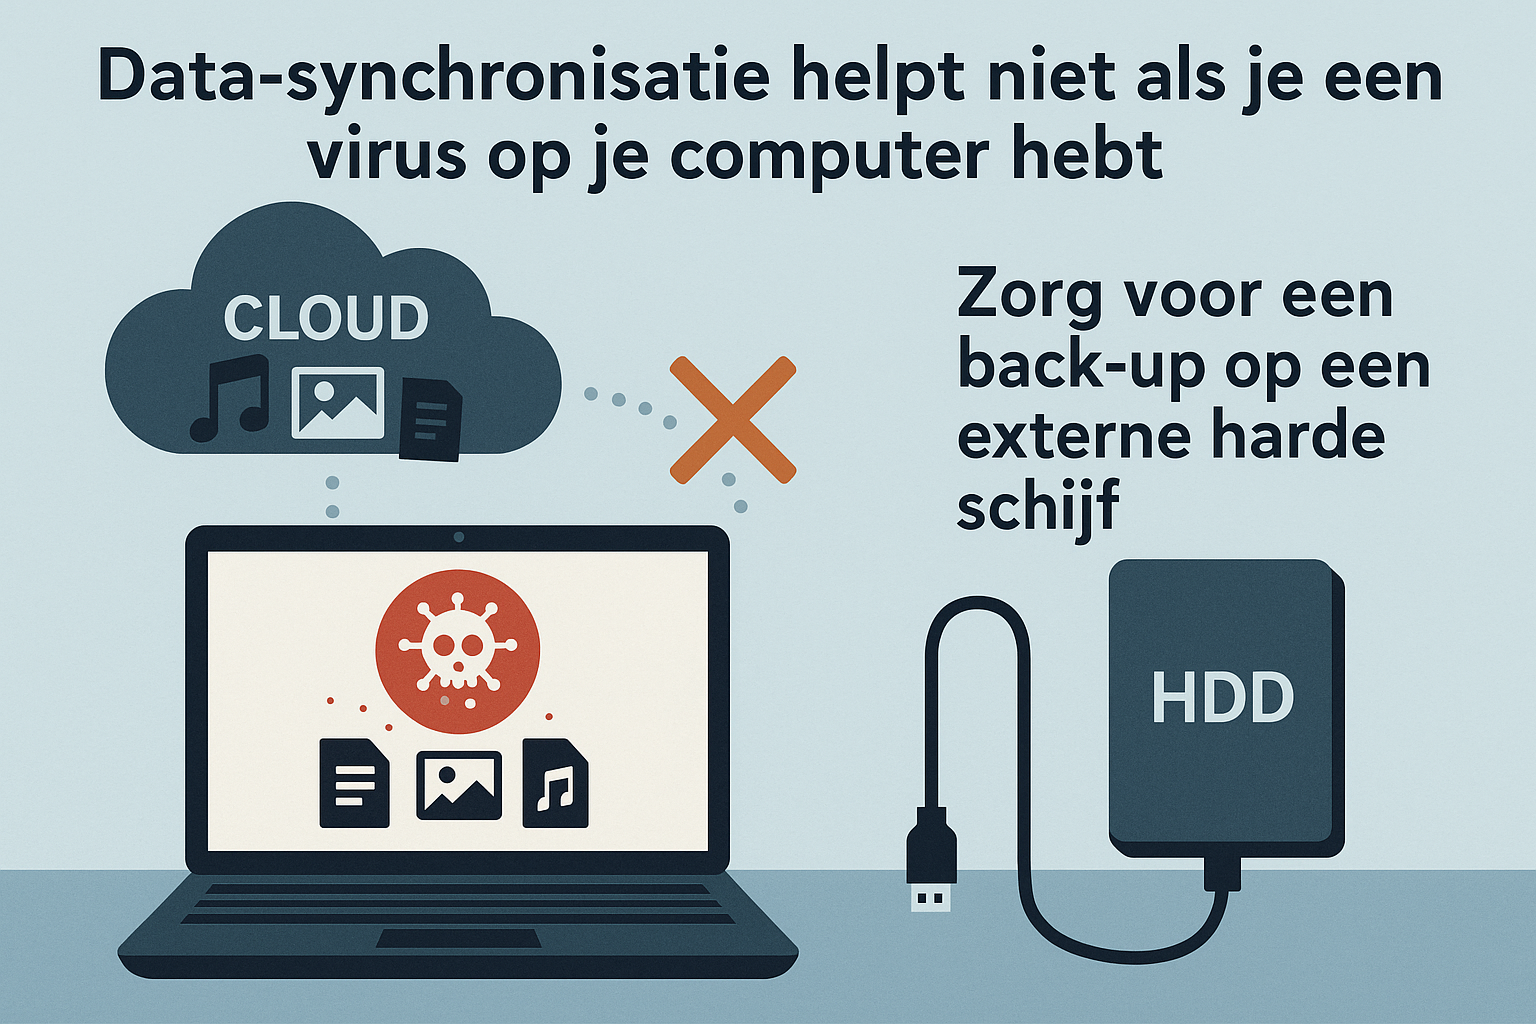 Data-synchronisatie helpt niet als je een
virus op je computer hebt
CLOUD
Zorg voor een
back-up op een
externe harde
schijf
HDD